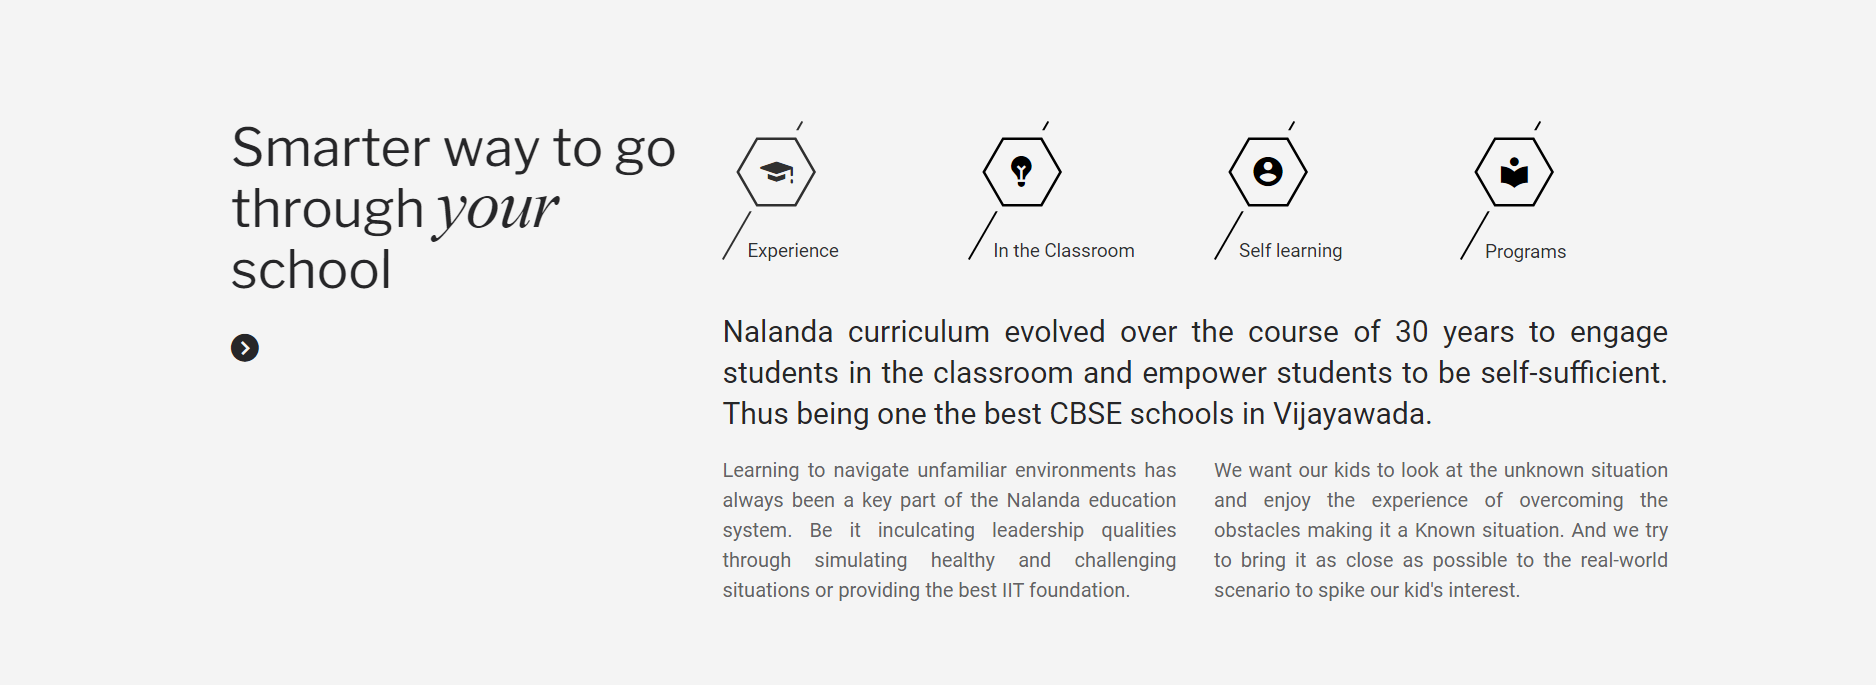 Smarter way to go
through your
school
Experience
In the Classroom
Self learning
Programs
Nalanda curriculum evolved over the course of 30 years to engage
students in the classroom and empower students to be self-sufficient.
Thus being one the best CBSE schools in Vijayawada.
Learning to navigate unfamiliar environments has
always been a key part of the Nalanda education
system. Be it inculcating leadership qualities
through simulating healthy and challenging
situations or providing the best IIT foundation.
We want our kids to look at the unknown situation
and enjoy the experience of overcoming the
obstacles making it a Known situation. And we try
to bring it as close as possible to the real-world
scenario to spike our kid's interest.